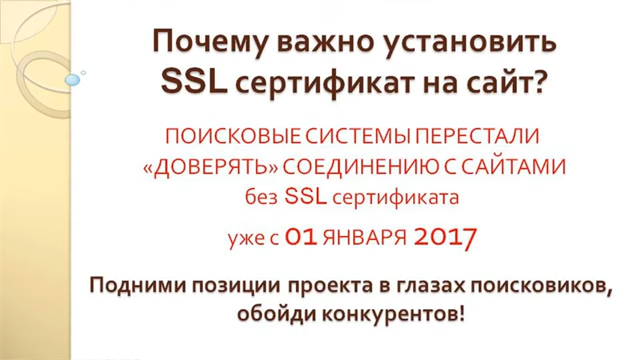 Почему важно установить
SSL сертификат на сайт?
ПОИСКОВЫЕ СИСТЕМЫ ПЕРЕСТАЛИ
«ДОВЕРЯТЬ» СОЕДИНЕНИЮ С САЙТАМИ
без SSL сертификата
уже с 01 ЯНВАРЯ 2017
Подними позиции проекта в глазах поисковиков,
обойди конкурентов!